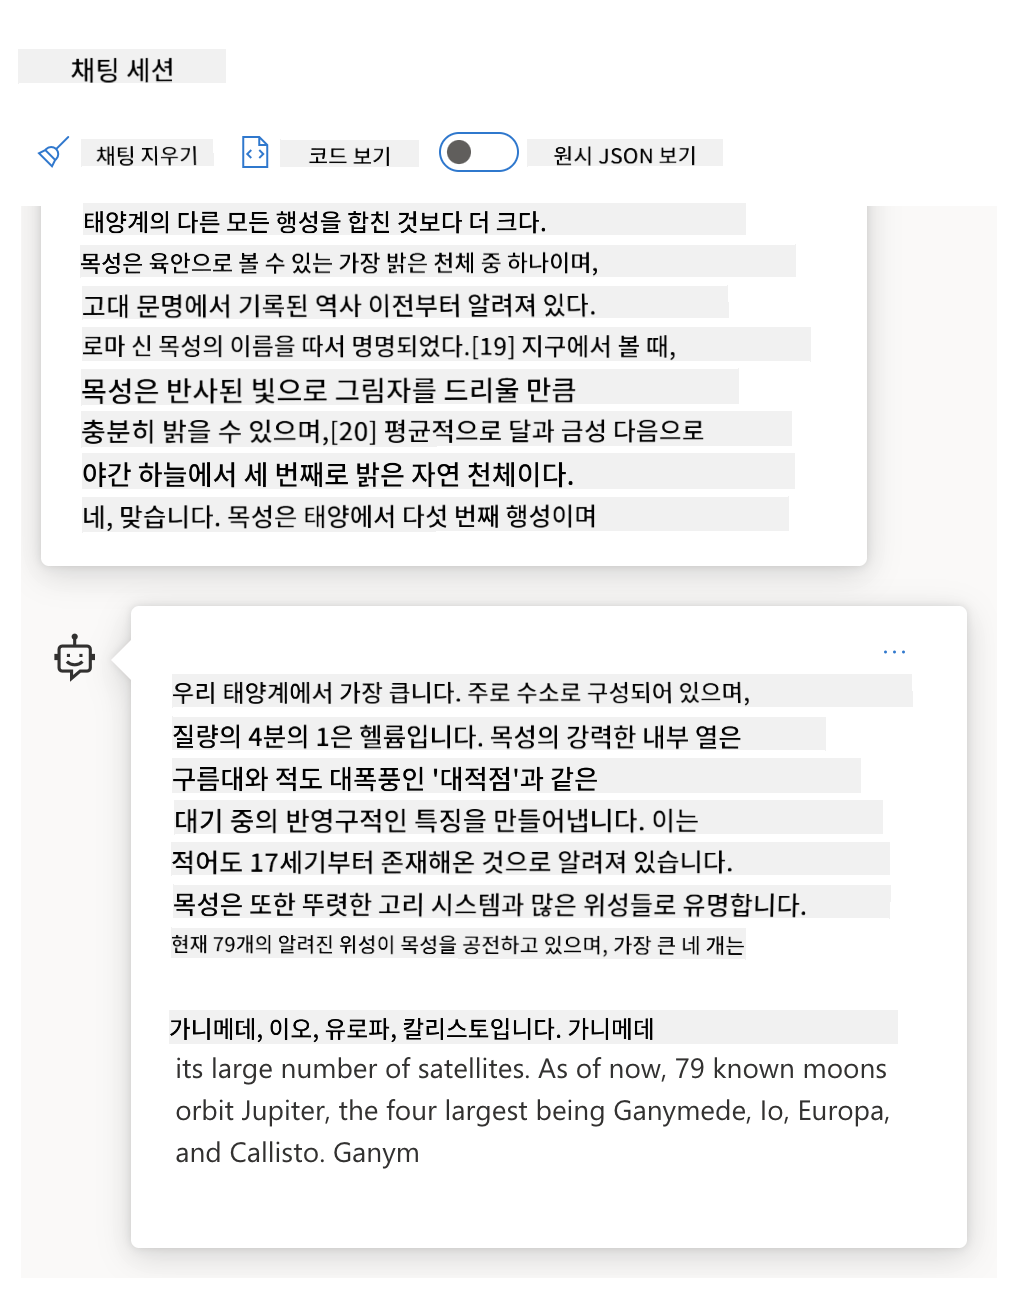 채팅 세션
채팅 지우기
코드 보기
원시 JSON 보기
태양계의 다른 모든 행성을 합친 것보다 더 크다.
목성은 육안으로 볼 수 있는 가장 밝은 천체 중 하나이며,
고대 문명에서 기록된 역사 이전부터 알려져 있다.
로마 신 목성의 이름을 따서 명명되었다.[19] 지구에서 볼 때,
목성은 반사된 빛으로 그림자를 드리울 만큼
충분히 밝을 수 있으며,[20] 평균적으로 달과 금성 다음으로
야간 하늘에서 세 번째로 밝은 자연 천체이다.
네, 맞습니다. 목성은 태양에서 다섯 번째 행성이며
우리 태양계에서 가장 큽니다. 주로 수소로 구성되어 있으며,
질량의 4분의 1은 헬륨입니다. 목성의 강력한 내부 열은
구름대와 적도 대폭풍인 '대적점'과 같은
대기 중의 반영구적인 특징을 만들어냅니다. 이는
적어도 17세기부터 존재해온 것으로 알려져 있습니다.
목성은 또한 뚜렷한 고리 시스템과 많은 위성들로 유명합니다.
현재 79개의 알려진 위성이 목성을 공전하고 있으며, 가장 큰 네 개는
가니메데, 이오, 유로파, 칼리스토입니다. 가니메데
its large number of satellites. As of now, 79 known moons
orbit Jupiter, the four largest being Ganymede, Io, Europa,
and Callisto. Ganym